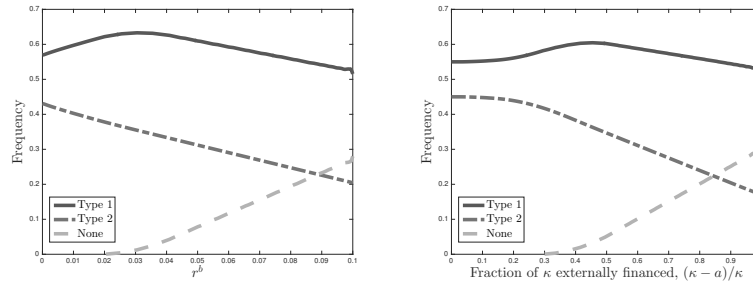 0.7
0.6
0.5
0.4
0.3
0.2
0.1
0
Frequency
Type 1
Type 2
None
0 0.01 0.02 0.03 0.04 0.05 0.06 0.07 0.08 0.09 0.1
r^b
0.7
0.6
0.5
0.4
0.3
0.2
0.1
0
Frequency
Type 1
Type 2
None
0 0.1 0.2 0.3 0.4 0.5 0.6 0.7 0.8 0.9
Fraction of κ externally financed, (κ − a)/κ